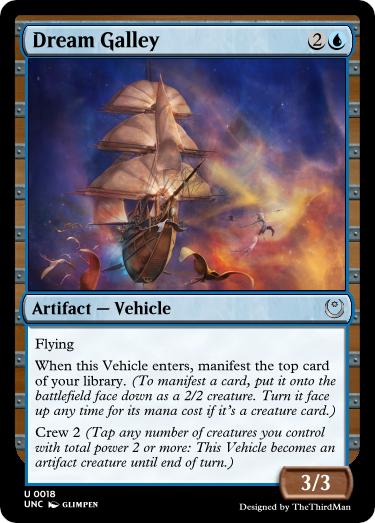 Dream Galley 2
Artifact — Vehicle
Flying
When this Vehicle enters, manifest the top card
of your library. (To manifest a card, put it onto the
battlefield face down as a 2/2 creature. Turn it face
up any time for its mana cost if it's a creature card.)
Crew 2 (Tap any number of creatures you control
with total power 2 or more: This Vehicle becomes an
artifact creature until end of turn.)
3/3
U 0018
UNC GLIMPEN
Designed by TheThirdMan